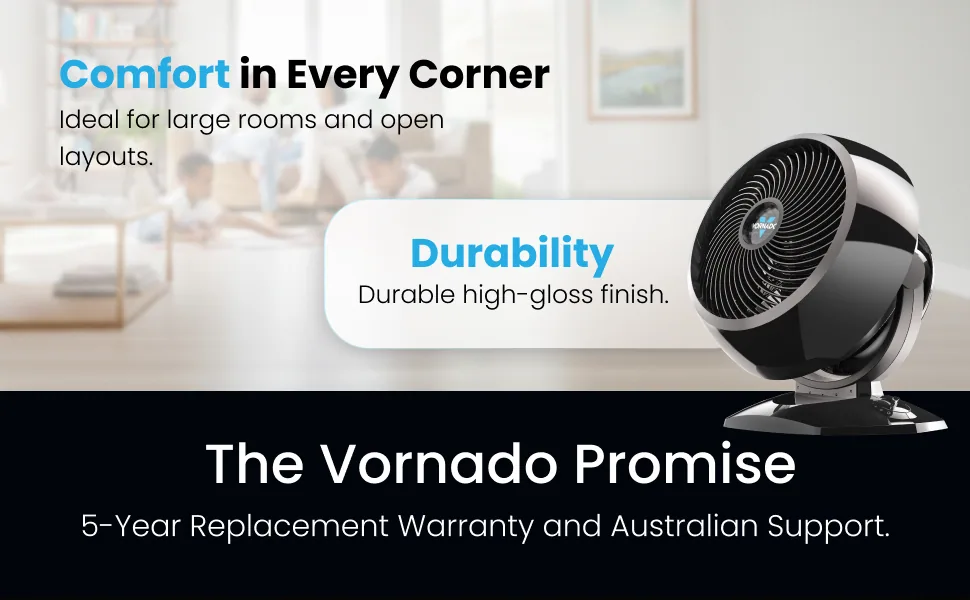 Comfort in Every Corner
Ideal for large rooms and open
layouts.
Durability
Durable high-gloss finish.
VORNADO
The Vornado Promise
5-Year Replacement Warranty and Australian Support.